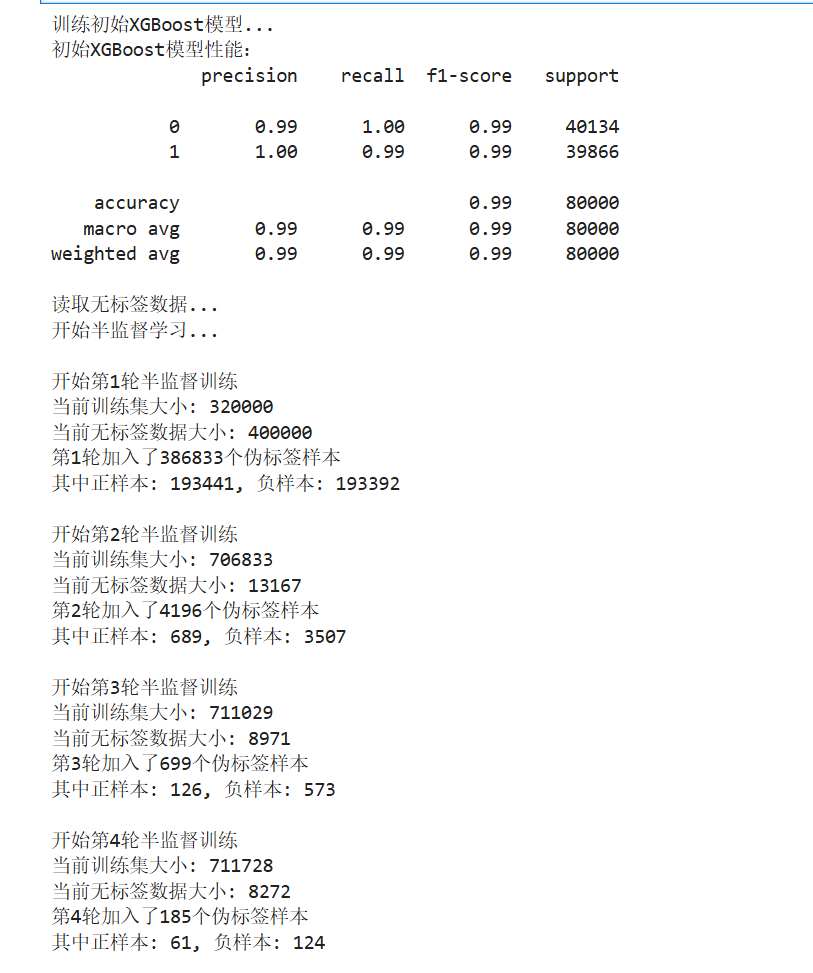 训练初始XGBoost模型...
初始XGBoost模型性能:
precision recall f1-score support
0 0.99 1.00 0.99 40134
1 1.00 0.99 0.99 39866
accuracy 0.99 80000
macro avg 0.99 0.99 0.99 80000
weighted avg 0.99 0.99 0.99 80000
读取无标签数据...
开始半监督学习...
开始第1轮半监督训练
当前训练集大小: 320000
当前无标签数据大小: 400000
第1轮加入了386833个伪标签样本
其中正样本: 193441, 负样本: 193392
开始第2轮半监督训练
当前训练集大小: 706833
当前无标签数据大小: 13167
第2轮加入了4196个伪标签样本
其中正样本: 689, 负样本: 3507
开始第3轮半监督训练
当前训练集大小: 711029
当前无标签数据大小: 8971
第3轮加入了699个伪标签样本
其中正样本: 126, 负样本: 573
开始第4轮半监督训练
当前训练集大小: 711728
当前无标签数据大小: 8272
第4轮加入了185个伪标签样本
其中正样本: 61, 负样本: 124